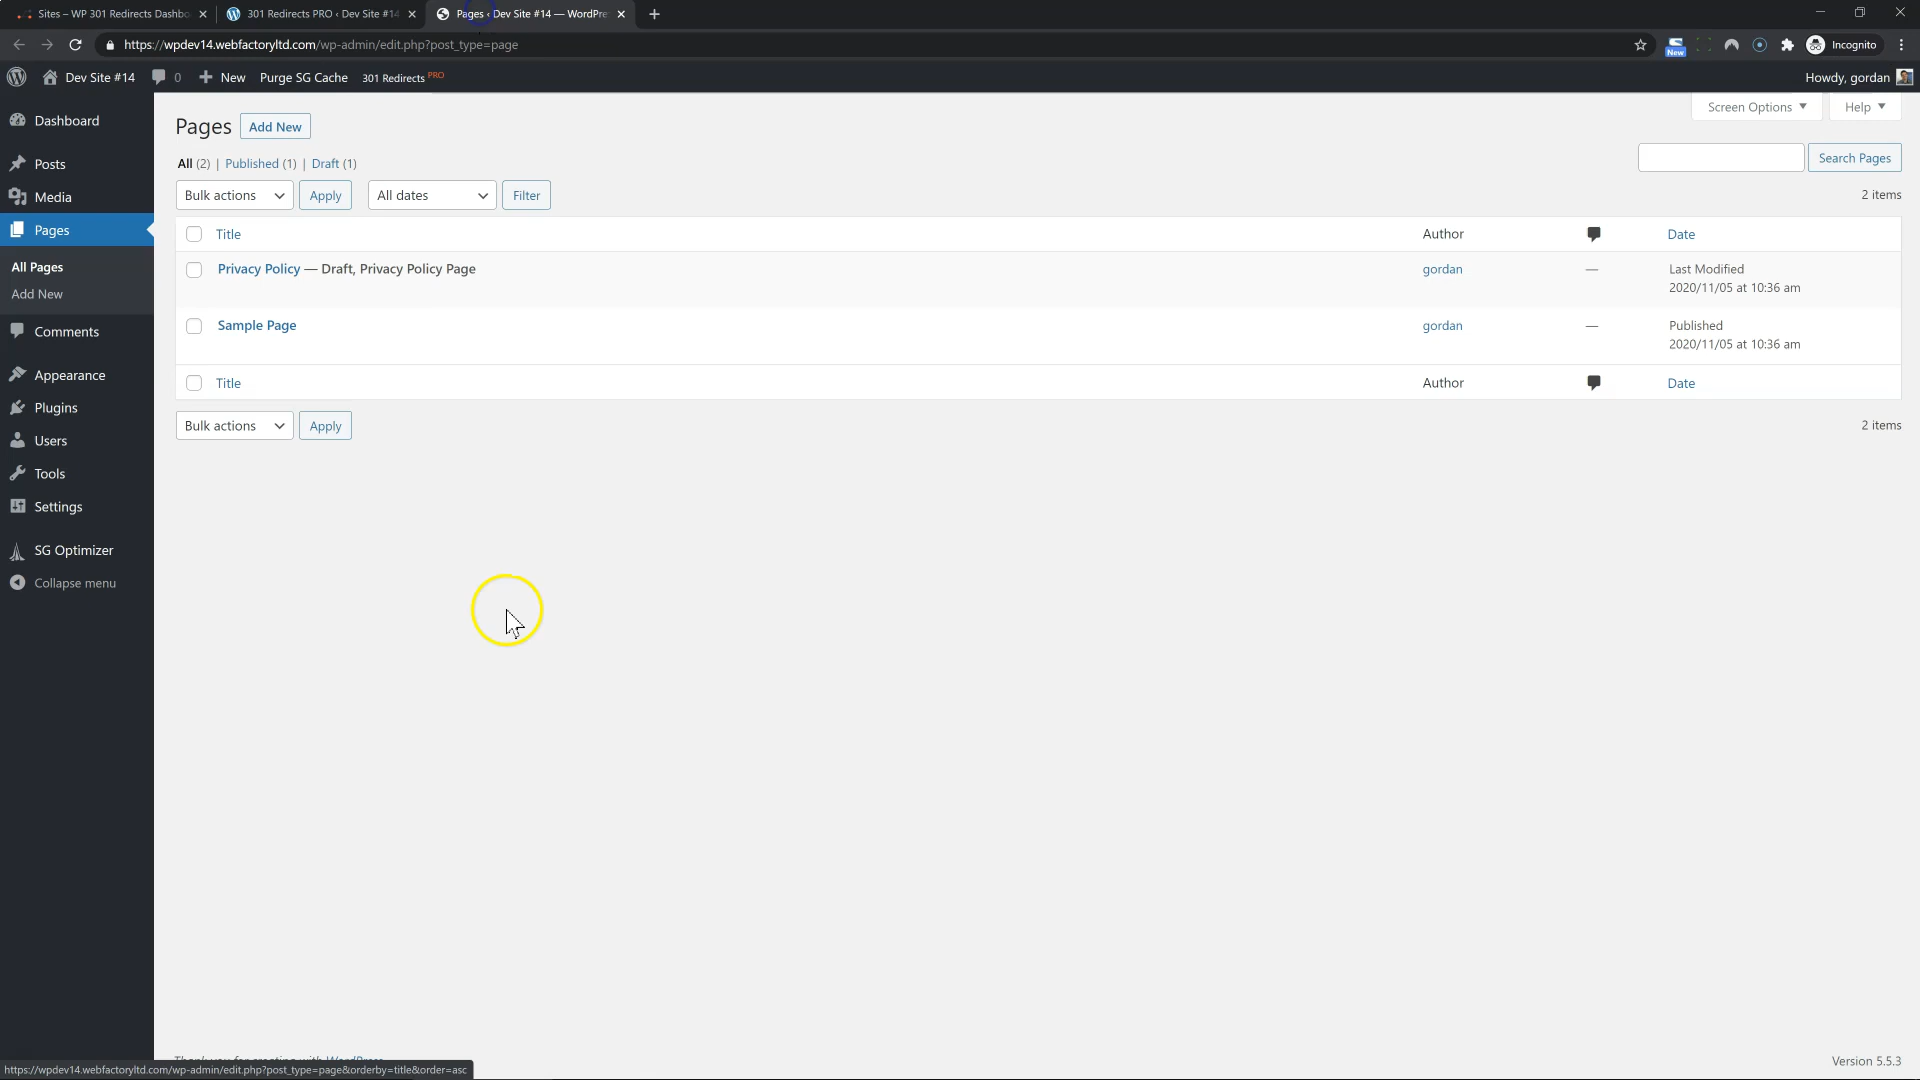 Sites – WP 301 Redirects Dashbo
301 Redirects PRO ‹ Dev Site #14
Pages ‹ Dev Site #14 — WordPre
https://wpdev14.webfactoryltd.com/wp-admin/edit.php?post_type=page
New
Incognito
Dev Site #14
0
New
Purge SG Cache
301 Redirects PRO
Howdy, gordan
Dashboard
Posts
Media
Pages
All Pages
Add New
Comments
Appearance
Plugins
Users
Tools
Settings
SG Optimizer
Collapse menu
Screen Options
Help
Pages
Add New
All (2) | Published (1) | Draft (1)
Search Pages
Bulk actions
Apply
All dates
Filter
2 items
Title
Author
Date
Privacy Policy — Draft, Privacy Policy Page
gordan
—
Last Modified
2020/11/05 at 10:36 am
Sample Page
gordan
—
Published
2020/11/05 at 10:36 am
Title
Author
Date
Bulk actions
Apply
2 items
Thank you for creating with WordPress
Version 5.5.3
https://wpdev14.webfactoryltd.com/wp-admin/edit.php?post_type=page&orderby=title&order=asc